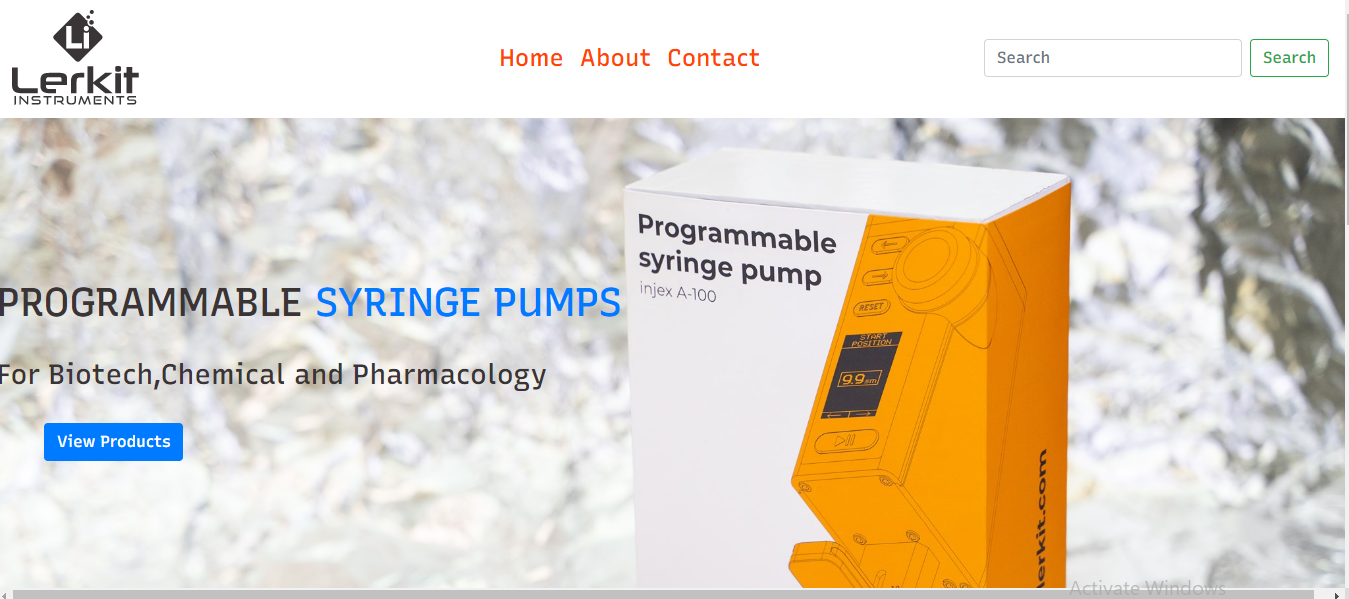 Li
Lerkit
INSTRUMENTS
Home About Contact
Search
Search
PROGRAMMABLE SYRINGE PUMPS
For Biotech,Chemical and Pharmacology
View Products
Programmable
syringe pump
injex A-100
RESET
START
POSITION
9.9
erkit.com
Activate Windows